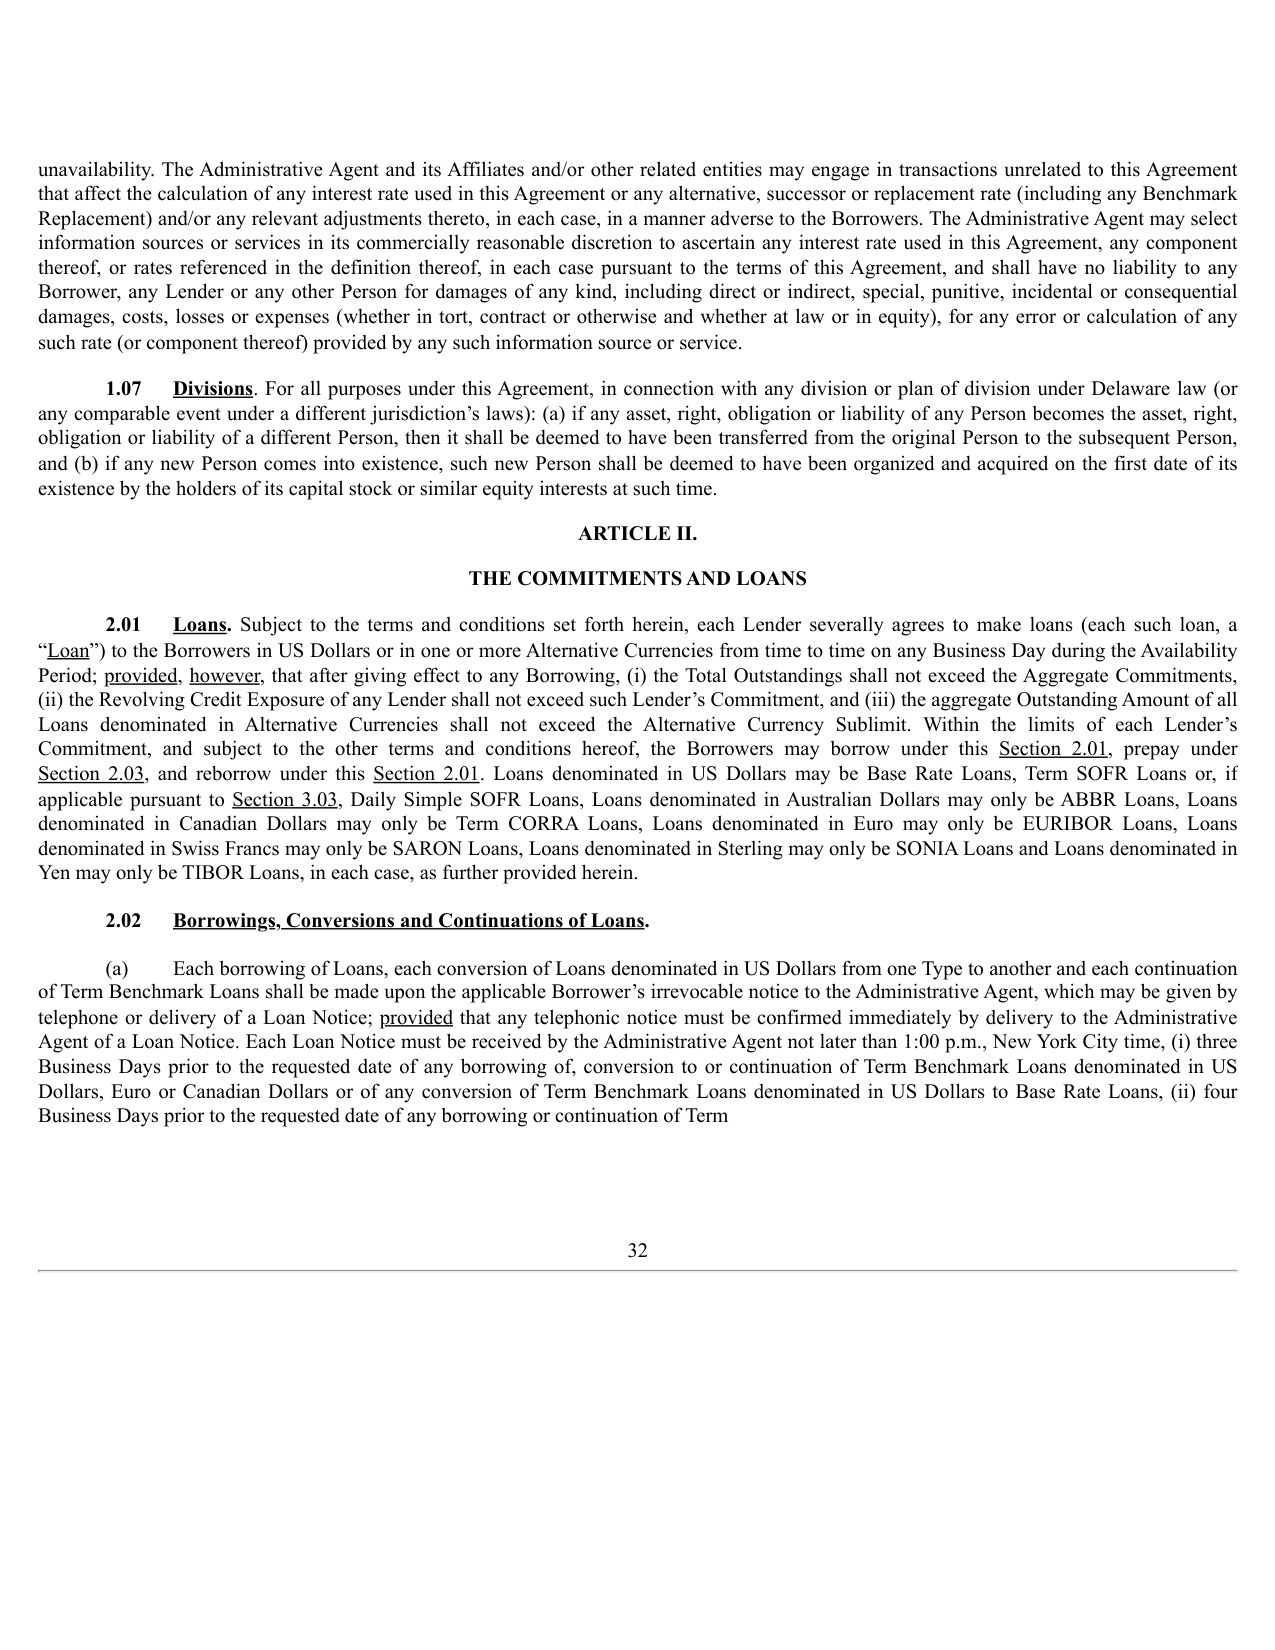 unavailability. The Administrative Agent and its Affiliates and/or other related entities may engage in transactions unrelated to this Agreement
that affect the calculation of any interest rate used in this Agreement or any alternative, successor or replacement rate (including any Benchmark
Replacement) and/or any relevant adjustments thereto, in each case, in a manner adverse to the Borrowers. The Administrative Agent may select
information sources or services in its commercially reasonable discretion to ascertain any interest rate used in this Agreement, any component
thereof, or rates referenced in the definition thereof, in each case pursuant to the terms of this Agreement, and shall have no liability to any
Borrower, any Lender or any other Person for damages of any kind, including direct or indirect, special, punitive, incidental or consequential
damages, costs, losses or expenses (whether in tort, contract or otherwise and whether at law or in equity), for any error or calculation of any
such rate (or component thereof) provided by any such information source or service.
1.07 Divisions. For all purposes under this Agreement, in connection with any division or plan of division under Delaware law (or
any comparable event under a different jurisdiction’s laws): (a) if any asset, right, obligation or liability of any Person becomes the asset, right,
obligation or liability of a different Person, then it shall be deemed to have been transferred from the original Person to the subsequent Person,
and (b) if any new Person comes into existence, such new Person shall be deemed to have been organized and acquired on the first date of its
existence by the holders of its capital stock or similar equity interests at such time.
ARTICLE II.
THE COMMITMENTS AND LOANS
2.01 Loans. Subject to the terms and conditions set forth herein, each Lender severally agrees to make loans (each such loan, a
“Loan”) to the Borrowers in US Dollars or in one or more Alternative Currencies from time to time on any Business Day during the Availability
Period; provided, however, that after giving effect to any Borrowing, (i) the Total Outstandings shall not exceed the Aggregate Commitments,
(ii) the Revolving Credit Exposure of any Lender shall not exceed such Lender’s Commitment, and (iii) the aggregate Outstanding Amount of all
Loans denominated in Alternative Currencies shall not exceed the Alternative Currency Sublimit. Within the limits of each Lender’s
Commitment, and subject to the other terms and conditions hereof, the Borrowers may borrow under this Section 2.01, prepay under
Section 2.03, and reborrow under this Section 2.01. Loans denominated in US Dollars may be Base Rate Loans, Term SOFR Loans or, if
applicable pursuant to Section 3.03, Daily Simple SOFR Loans, Loans denominated in Australian Dollars may only be ABBR Loans, Loans
denominated in Canadian Dollars may only be Term CORRA Loans, Loans denominated in Euro may only be EURIBOR Loans, Loans
denominated in Swiss Francs may only be SARON Loans, Loans denominated in Sterling may only be SONIA Loans and Loans denominated in
Yen may only be TIBOR Loans, in each case, as further provided herein.
2.02 Borrowings, Conversions and Continuations of Loans.
(a) Each borrowing of Loans, each conversion of Loans denominated in US Dollars from one Type to another and each continuation
of Term Benchmark Loans shall be made upon the applicable Borrower’s irrevocable notice to the Administrative Agent, which may be given by
telephone or delivery of a Loan Notice; provided that any telephonic notice must be confirmed immediately by delivery to the Administrative
Agent of a Loan Notice. Each Loan Notice must be received by the Administrative Agent not later than 1:00 p.m., New York City time, (i) three
Business Days prior to the requested date of any borrowing of, conversion to or continuation of Term Benchmark Loans denominated in US
Dollars, Euro or Canadian Dollars or of any conversion of Term Benchmark Loans denominated in US Dollars to Base Rate Loans, (ii) four
Business Days prior to the requested date of any borrowing or continuation of Term
32